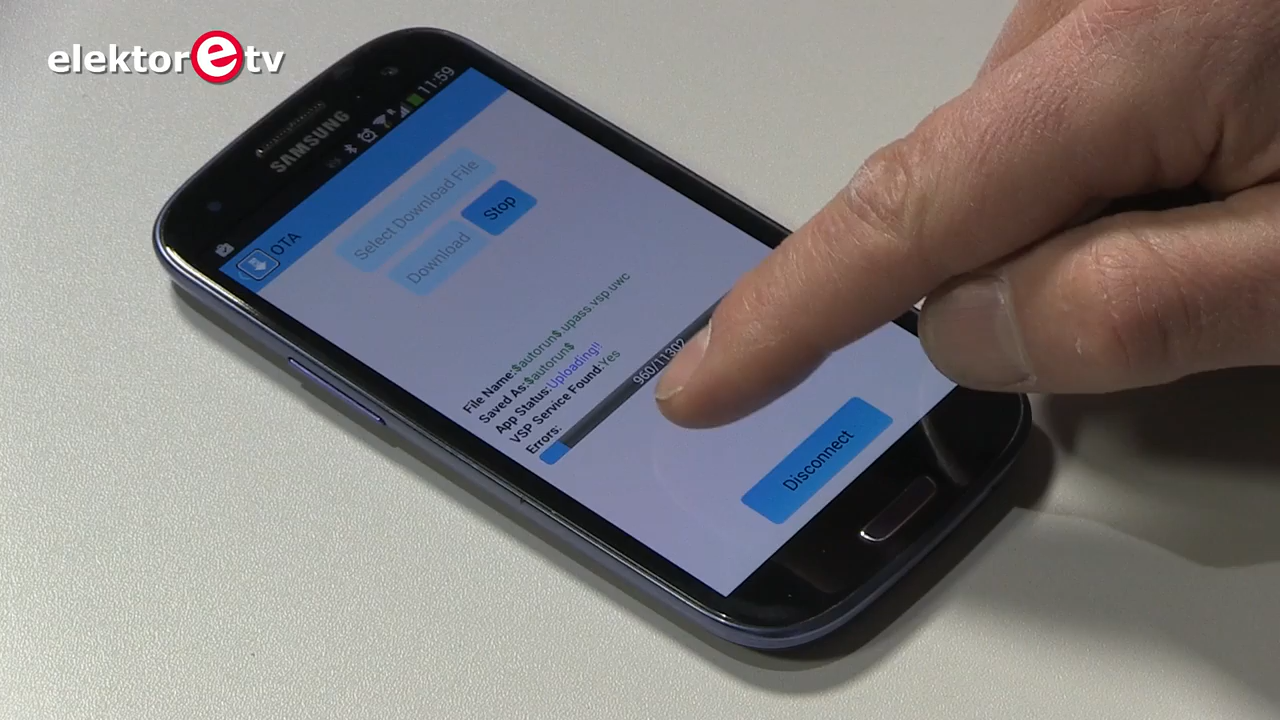 elektor e tv
SAMSUNG
R
11:59
OTA
Select Download File
Download
Stop
File Name:$autorun$.upass.vsp.uwc
Saved As:$autorun$
App Status:Uploading!!
VSP Service Found:Yes
Errors:
960/11302
Disconnect